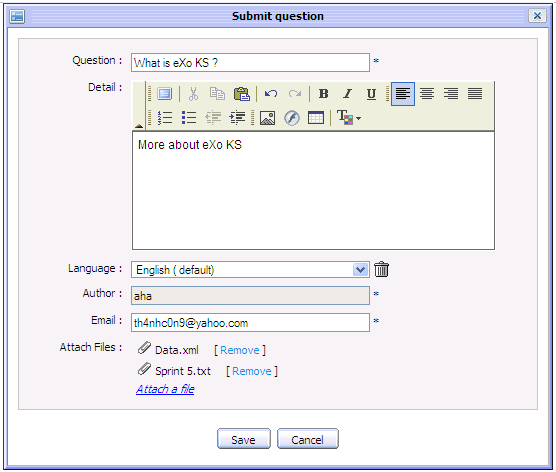 Submit question
Question : What is eXo KS ? *
Detail :
B I U
T
More about eXo KS
Language : English ( default)
Author : aha *
Email : th4nhc0n9@yahoo.com *
Attach Files : Data.xml [ Remove ]
Sprint 5.txt [ Remove ]
Attach a file
Save Cancel